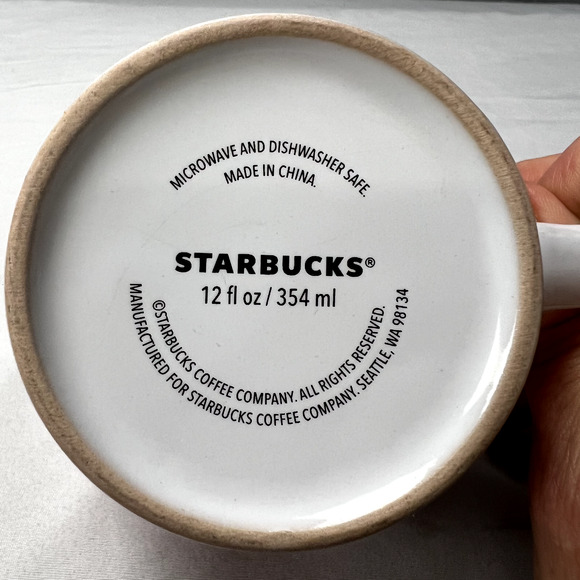 MICROWAVE AND DISHWASHER SAFE.
MADE IN CHINA.
STARBUCKS®
12 fl oz / 354 ml
©STARBUCKS COFFEE COMPANY. ALL RIGHTS RESERVED.
MANUFACTURED FOR STARBUCKS COFFEE COMPANY. SEATTLE, WA 98134